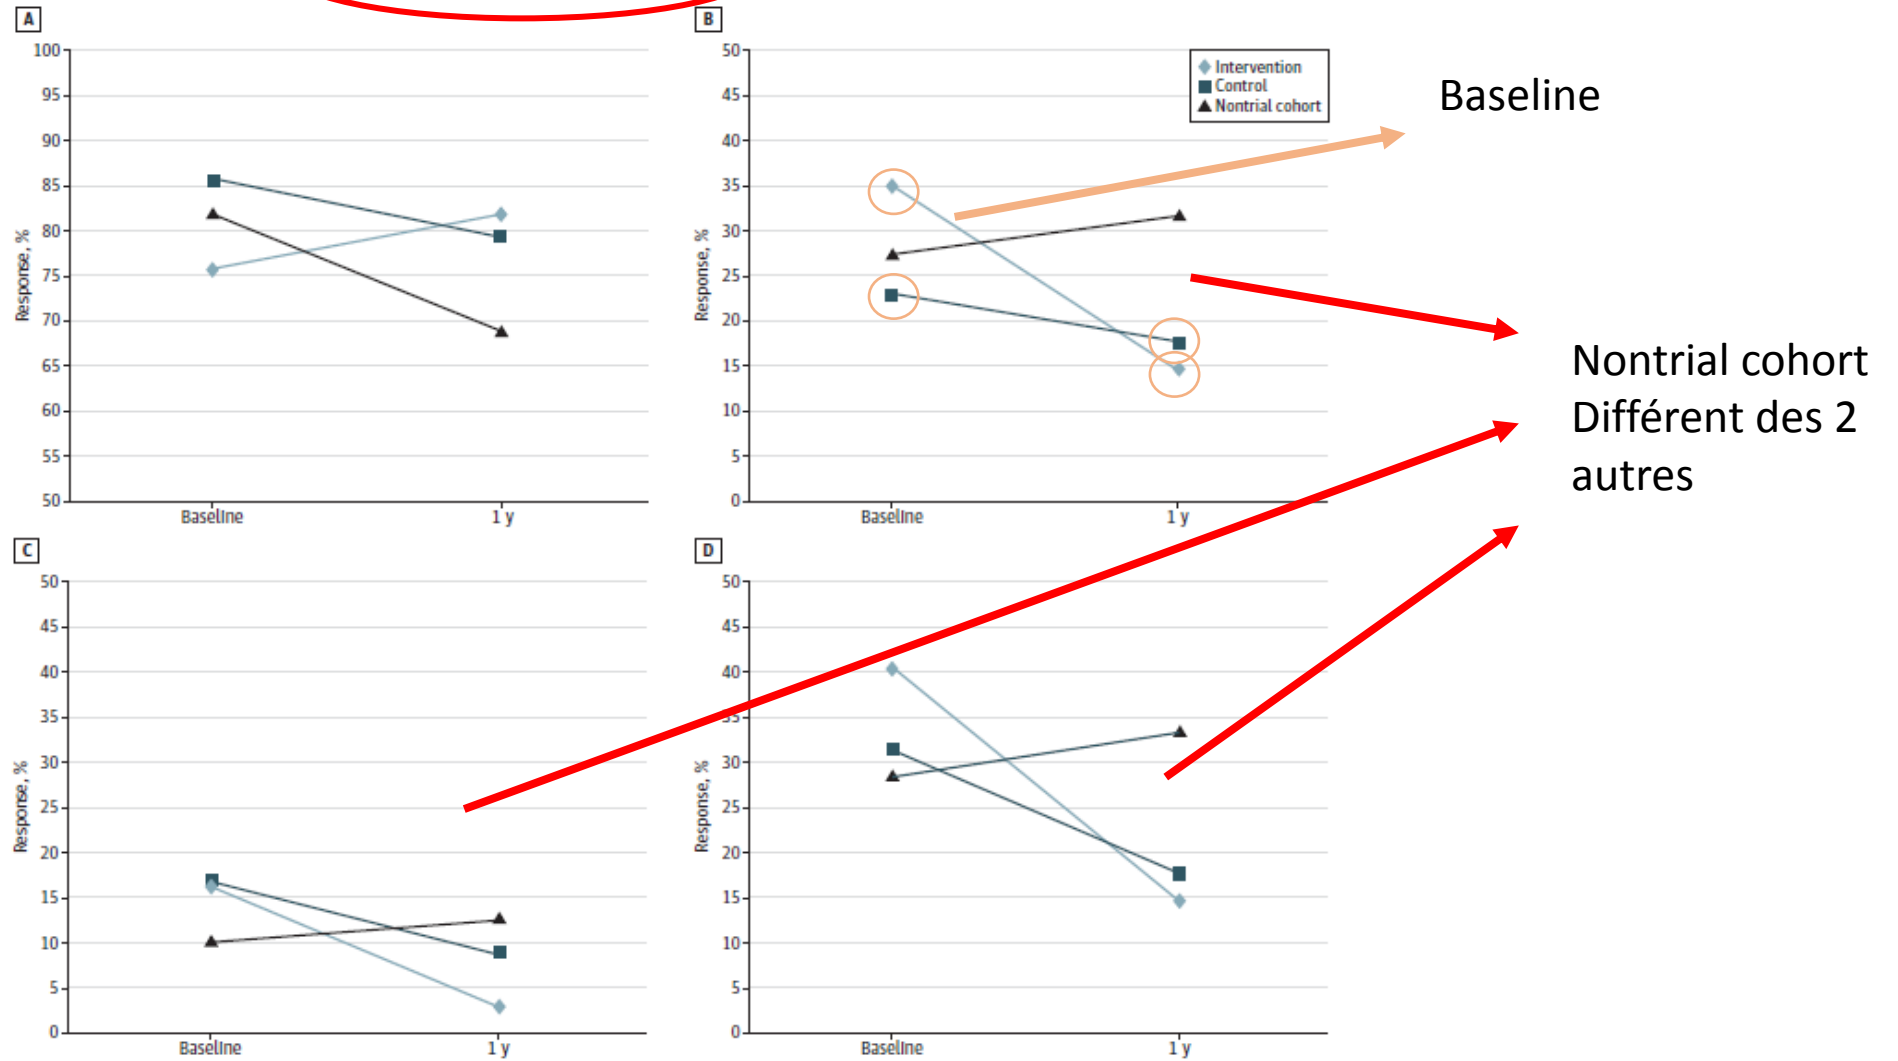 A
100
95
90
85
80
75
70
65
60
55
50
Response, %
Baseline
1 y
B
50
45
40
35
30
25
20
15
10
5
0
Response, %
Baseline
1 y
Intervention
Control
Nontrial cohort
Baseline
Nontrial cohort
Différent des 2
autres
C
50
45
40
35
30
25
20
15
10
5
0
Response, %
Baseline
1 y
D
50
45
40
35
30
25
20
15
10
5
0
Response, %
Baseline
1 y